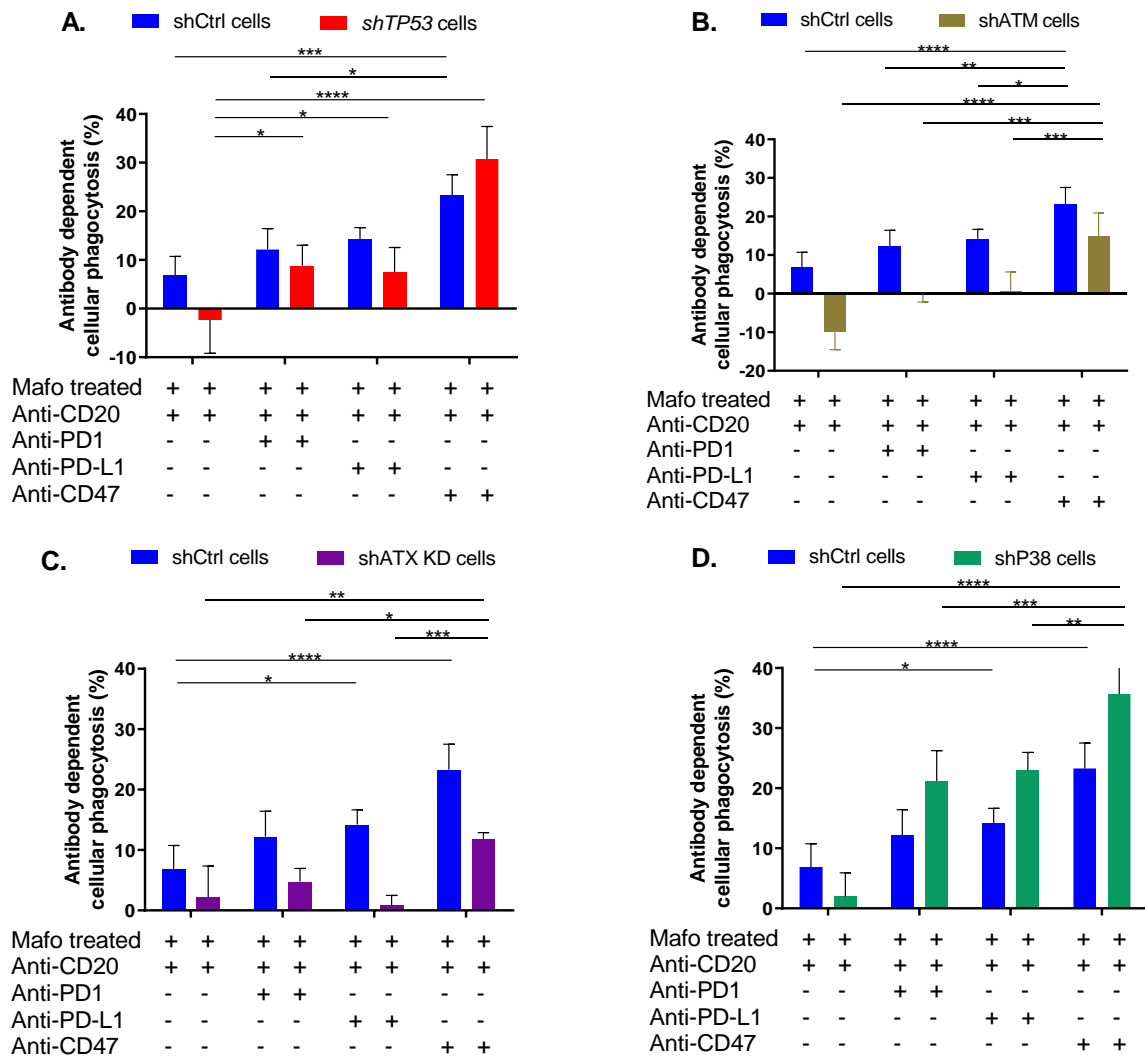 A.
shCtrl cells
shTP53 cells
***
*
****
*
*
Antibody dependent
cellular phagocytosis (%)
40
30
20
10
0
-10
Mafo treated + + + + + + + +
Anti-CD20 + + + + + + + +
Anti-PD1 - - + + - - - -
Anti-PD-L1 - - - - + + - -
Anti-CD47 - - - - - - + +
B.
shCtrl cells
shATM cells
****
**
*
****
***
***
Antibody dependent
cellular phagocytosis (%)
40
30
20
10
0
-10
-20
Mafo treated + + + + + + + +
Anti-CD20 + + + + + + + +
Anti-PD1 - - + + - - - -
Anti-PD-L1 - - - - + + - -
Anti-CD47 - - - - - - + +
C.
shCtrl cells
shATX KD cells
**
*
***
****
*
Antibody dependent
cellular phagocytosis (%)
40
30
20
10
0
Mafo treated + + + + + + + +
Anti-CD20 + + + + + + + +
Anti-PD1 - - + + - - - -
Anti-PD-L1 - - - - + + - -
Anti-CD47 - - - - - - + +
D.
shCtrl cells
shP38 cells
****
***
**
****
*
Antibody dependent
cellular phagocytosis (%)
40
30
20
10
0
Mafo treated + + + + + + + +
Anti-CD20 + + + + + + + +
Anti-PD1 - - + + - - - -
Anti-PD-L1 - - - - + + - -
Anti-CD47 - - - - - - + +